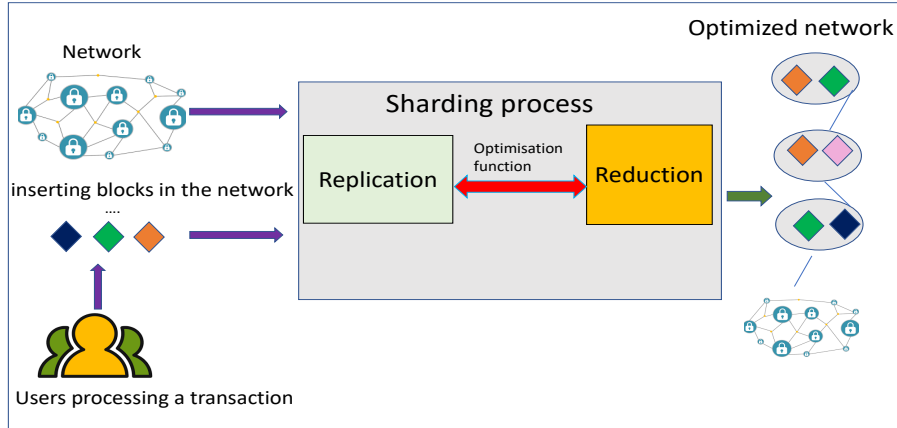 Network
Optimized network
Sharding process
Optimisation
function
Replication
Reduction
inserting blocks in the network
....
Users processing a transaction